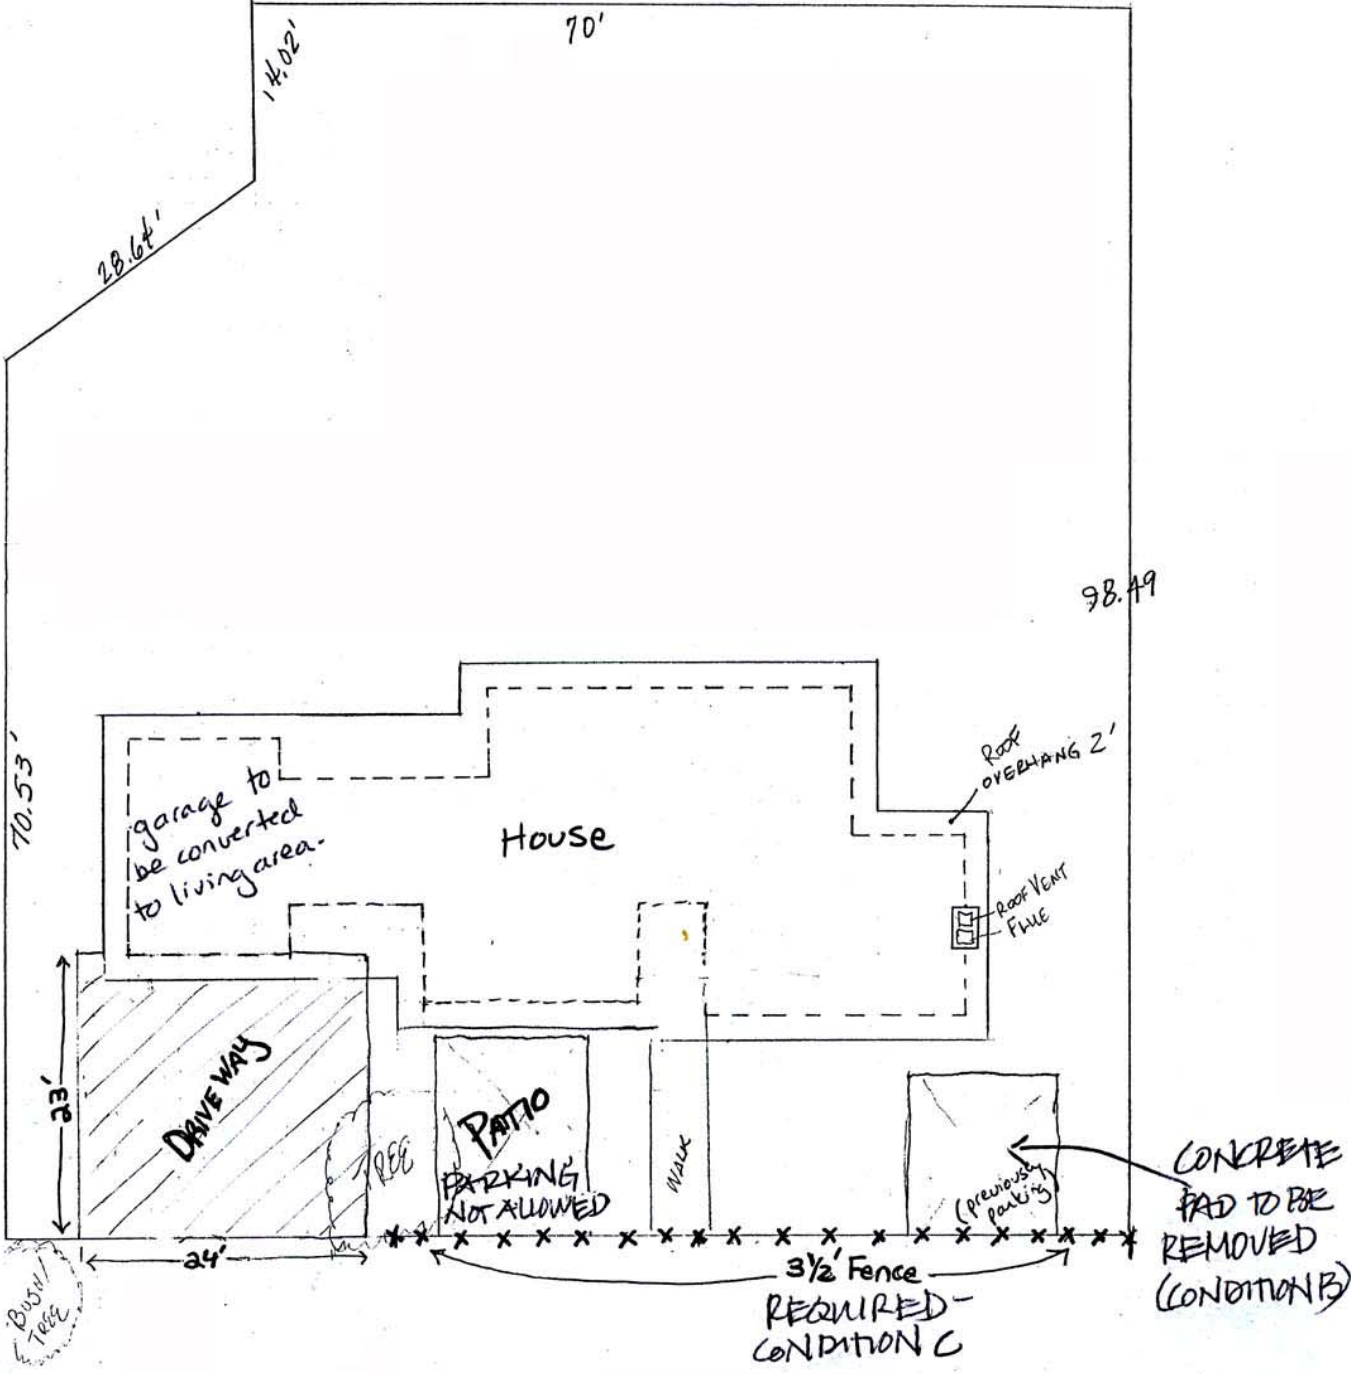 70'
14.02'
28.64'
98.49
70.53'
ROOF
OVERHANG 2'
garage to
be converted
to living area.
House
ROOF VENT
FLUE
DRIVEWAY
23'
24'
TREE
PATIO
PARKING
NOT ALLOWED
WALK
(previously
parking)
CONCRETE
PAD TO BE
REMOVED
(CONDITION B)
3½' Fence
REQUIRED-
CONDITION C
BUSH/
TREE